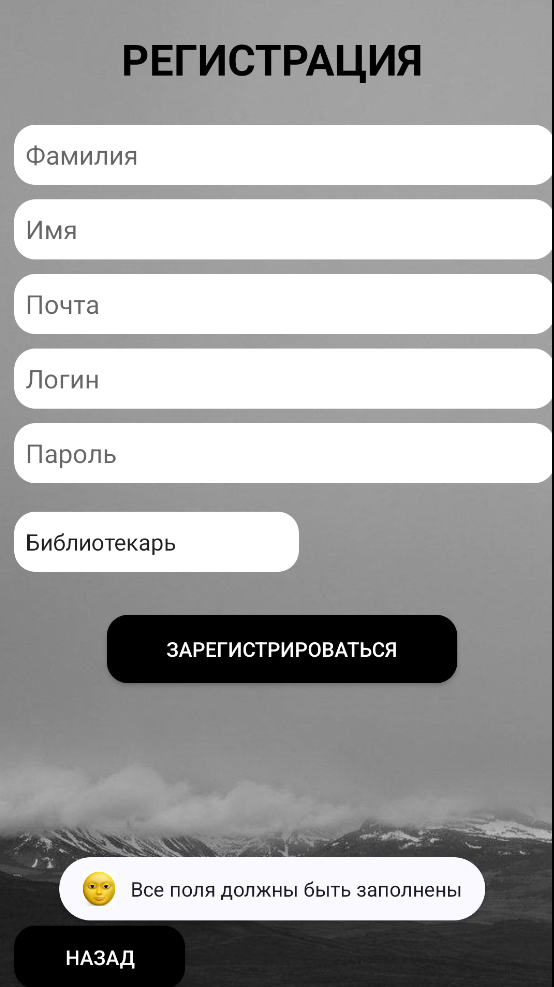 РЕГИСТРАЦИЯ
Фамилия
Имя
Почта
Логин
Пароль
Библиотекарь
ЗАРЕГИСТРИРОВАТЬСЯ
Все поля должны быть заполнены
НАЗАД